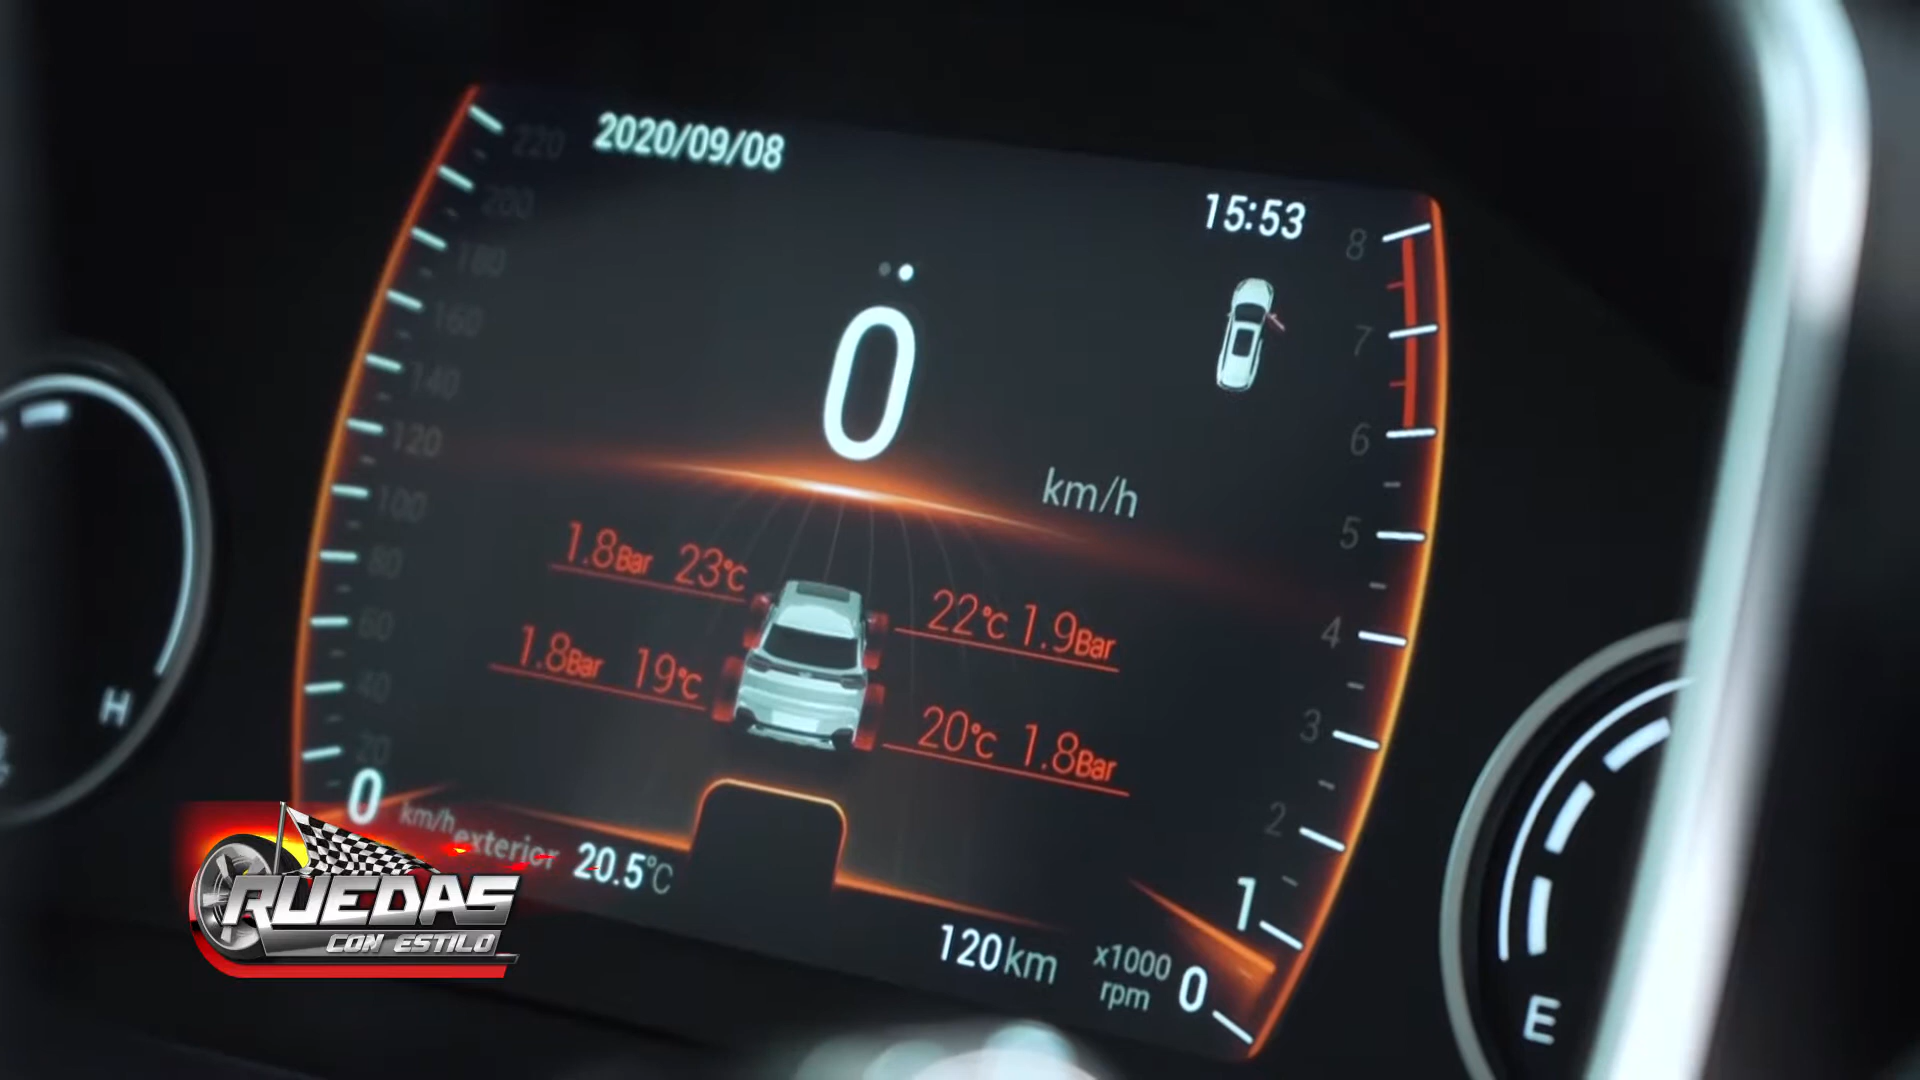 2020/09/08
15:53
220
200
180
160
140
120
100
80
60
40
20
0 km/h
0
km/h
8
7
6
5
4
3
2
1
0
x1000
rpm
1.8Bar 23°C
22°C 1.9Bar
1.8Bar 19°C
20°C 1.8Bar
exterior 20.5°C
120km
H
E
RUEDAS
CON ESTILO